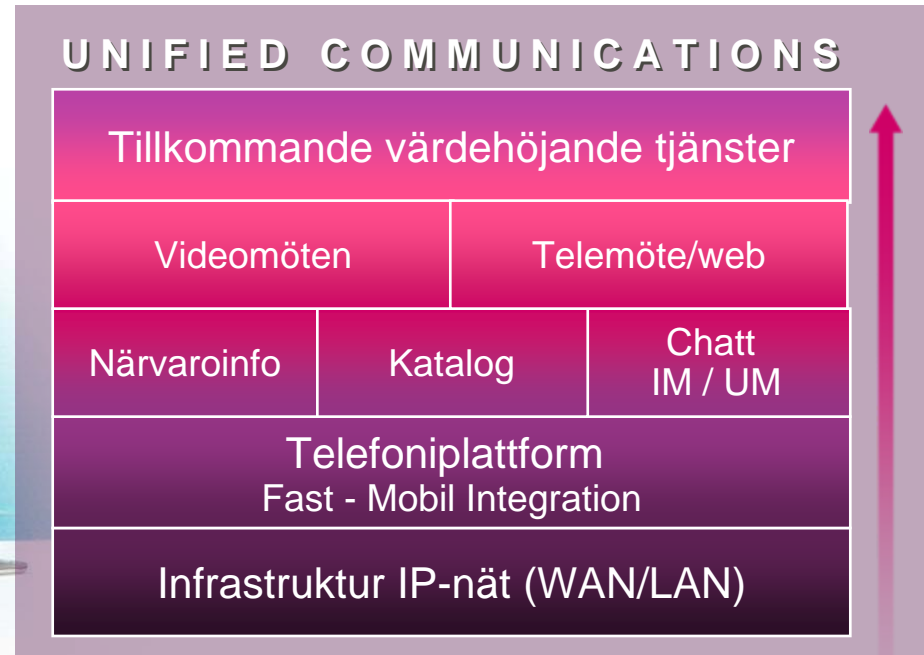 UNIFIED COMMUNICATIONS
Tillkommande värdehöjande tjänster
Videomöten
Telemöte/web
Närvaroinfo
Katalog
Chatt
IM / UM
Telefoniplattform
Fast - Mobil Integration
Infrastruktur IP-nät (WAN/LAN)